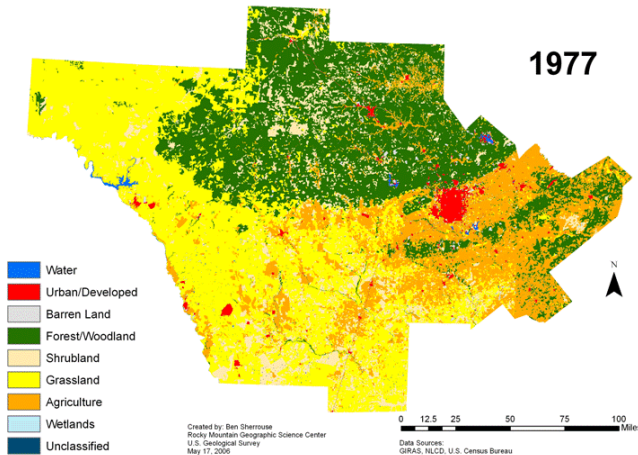 1977
Water
Urban/Developed
Barren Land
Forest/Woodland
Shrubland
Grassland
Agriculture
Wetlands
Unclassified
N
0 12.5 25 50 75 100
Miles
Created by: Ben Sherrouse
Rocky Mountain Geographic Science Center
U.S. Geological Survey
May 17, 2006
Data Sources:
GIRAS, NLCD, U.S. Census Bureau